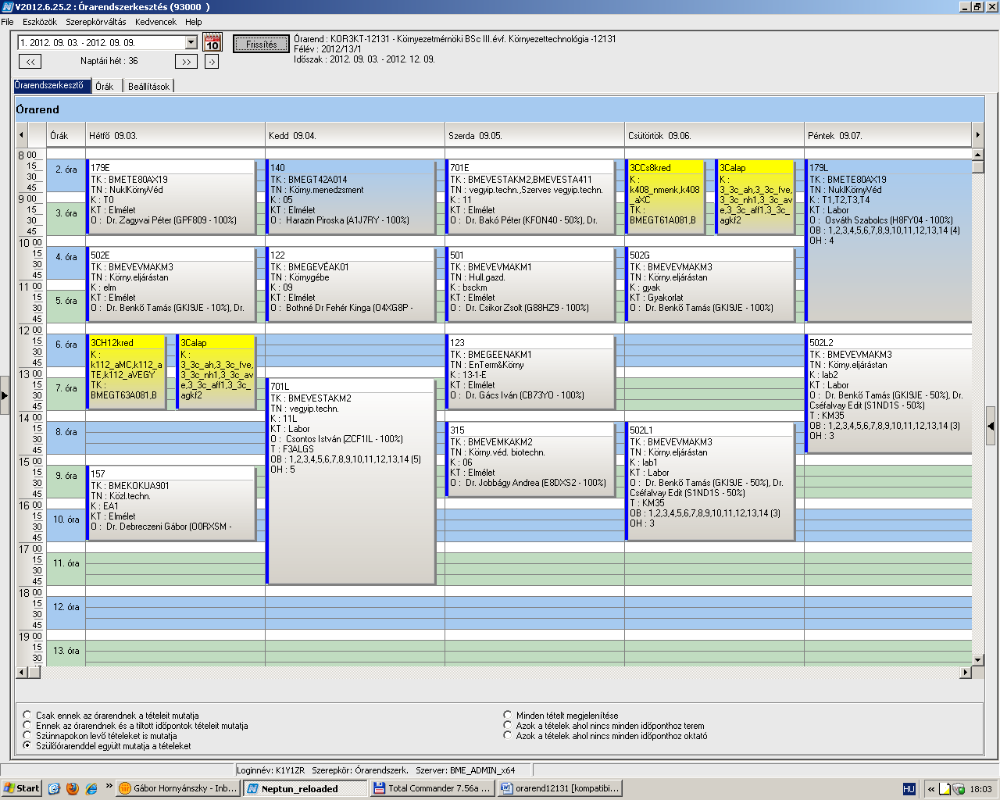 V2012.6.25.2 : Órarendszerkesztés (93000 )
File Eszközök Szerepkörváltás Kedvencek Help
1. 2012. 09. 03. - 2012. 09. 09.
10
Frissítés
Órarend : KOR3KT-12131 - Környezetmérnöki BSc III.évf. Környezettechnológia -12131
Félév : 2012/13/1
Időszak : 2012. 09. 03. - 2012. 12. 09.
<< Naptári hét : 36 >> ->
Órarendszerkesztő Órák Beállítások
Órarend
Órák Hétfő 09.03. Kedd 09.04. Szerda 09.05. Csütörtök 09.06. Péntek 09.07.
8 00
15
30
45
9 00
15
30
45
10 00
15
30
45
11 00
15
30
45
12 00
15
30
45
13 00
15
30
45
14 00
15
30
45
15 00
15
30
45
16 00
15
30
45
17 00
15
30
45
18 00
15
30
45
19 00
15
30
45
2. óra
3. óra
4. óra
5. óra
6. óra
7. óra
8. óra
9. óra
10. óra
11. óra
12. óra
13. óra
179E
TK : BMETE80AX19
TN : NuklKörnyVéd
K : T0
KT : Elmélet
O : Dr. Zagyvai Péter (GPF809 - 100%)
502E
TK : BMEVEVMAKM3
TN : Körny.eljárástan
K : elm
KT : Elmélet
O : Dr. Benkő Tamás (GKI9JE - 10%), Dr.
3CH12kred
K :
k112_aMC,k112_a
TE,k112_aVEGY
TK :
BMEGT63A081,B
3Calap
K :
3_3c_ah,3_3c_fve,
3_3c_nh1,3_3c_av
e,3_3c_aff1,3_3c_
agkf2
157
TK : BMEKOKUA901
TN : Közl.techn.
K : EA1
KT : Elmélet
O : Dr. Debreczeni Gábor (O0RXSM -
140
TK : BMEGT42A014
TN : Körny.menedzsment
K : 05
KT : Elmélet
O : Harazin Piroska (A1J7RY - 100%)
122
TK : BMEGEVÉAK01
TN : Környgébe
K : 09
KT : Elmélet
O : Bothné Dr Fehér Kinga (O4XG8P -
701L
TK : BMEVESTAKM2
TN : vegyip.techn.
K : 11L
KT : Labor
O : Csontos István (ZCF1IL - 100%)
T : F3ALGS
OB : 1,2,3,4,5,6,7,8,9,10,11,12,13,14 (5)
OH : 5
701E
TK : BMEVESTAKM2,BMEVESTA411
TN : vegyip.techn.,Szerves vegyip.techn.
K : 11
KT : Elmélet
O : Dr. Bakó Péter (KFON40 - 50%), Dr.
501
TK : BMEVEVMAKM1
TN : Hull.gazd.
K : bsckm
KT : Elmélet
O : Dr. Csikor Zsolt (G88HZ9 - 100%)
123
TK : BMEGEENAKM1
TN : EnTerm&Körny
K : 13-1-E
KT : Elmélet
O : Dr. Gács Iván (CB73YO - 100%)
315
TK : BMEVEMKAKM2
TN : Körny.véd. biotechn.
K : 06
KT : Elmélet
O : Dr. Jobbágy Andrea (E8DXS2 - 100%)
3CCs8kred
K :
k408_nmenk,k408
_aXC
TK :
BMEGT61A081,B
3Calap
K :
3_3c_ah,3_3c_fve,
3_3c_nh1,3_3c_av
e,3_3c_aff1,3_3c_
agkf2
502G
TK : BMEVEVMAKM3
TN : Körny.eljárástan
K : gyak
KT : Gyakorlat
O : Dr. Benkő Tamás (GKI9JE - 100%)
502L1
TK : BMEVEVMAKM3
TN : Körny.eljárástan
K : lab1
KT : Labor
O : Dr. Benkő Tamás (GKI9JE - 50%), Dr.
Cséfalvay Edit (S1ND1S - 50%)
T : KM35
OB : 1,2,3,4,5,6,7,8,9,10,11,12,13,14 (3)
OH : 3
179L
TK : BMETE80AX19
TN : NuklKörnyVéd
K : T1,T2,T3,T4
KT : Labor
O : Osváth Szabolcs (H8FY04 - 100%)
OB : 1,2,3,4,5,6,7,8,9,10,11,12,13,14 (4)
OH : 4
502L2
TK : BMEVEVMAKM3
TN : Körny.eljárástan
K : lab2
KT : Labor
O : Dr. Benkő Tamás (GKI9JE - 50%), Dr.
Cséfalvay Edit (S1ND1S - 50%)
T : KM35
OB : 1,2,3,4,5,6,7,8,9,10,11,12,13,14 (3)
OH : 3
Csak ennek az órarendnek a tételeit mutatja
Ennek az órarendnek és a tiltott időpontok tételeit mutatja
Szünnapokon levő tételeket is mutatja
Szülőórarenddel együtt mutatja a tételeket
Minden tételt megjelenítése
Azok a tételek ahol nincs minden időponthoz terem
Azok a tételek ahol nincs minden időponthoz oktató
Loginnév: K1Y1ZR Szerepkör: Órarendszerk. Szerver: BME_ADMIN_x64
Start » Gábor Hornyánszky - Inb... Neptun_reloaded Total Commander 7.56a ... orarend12131 [kompatibi... HU « 18:03